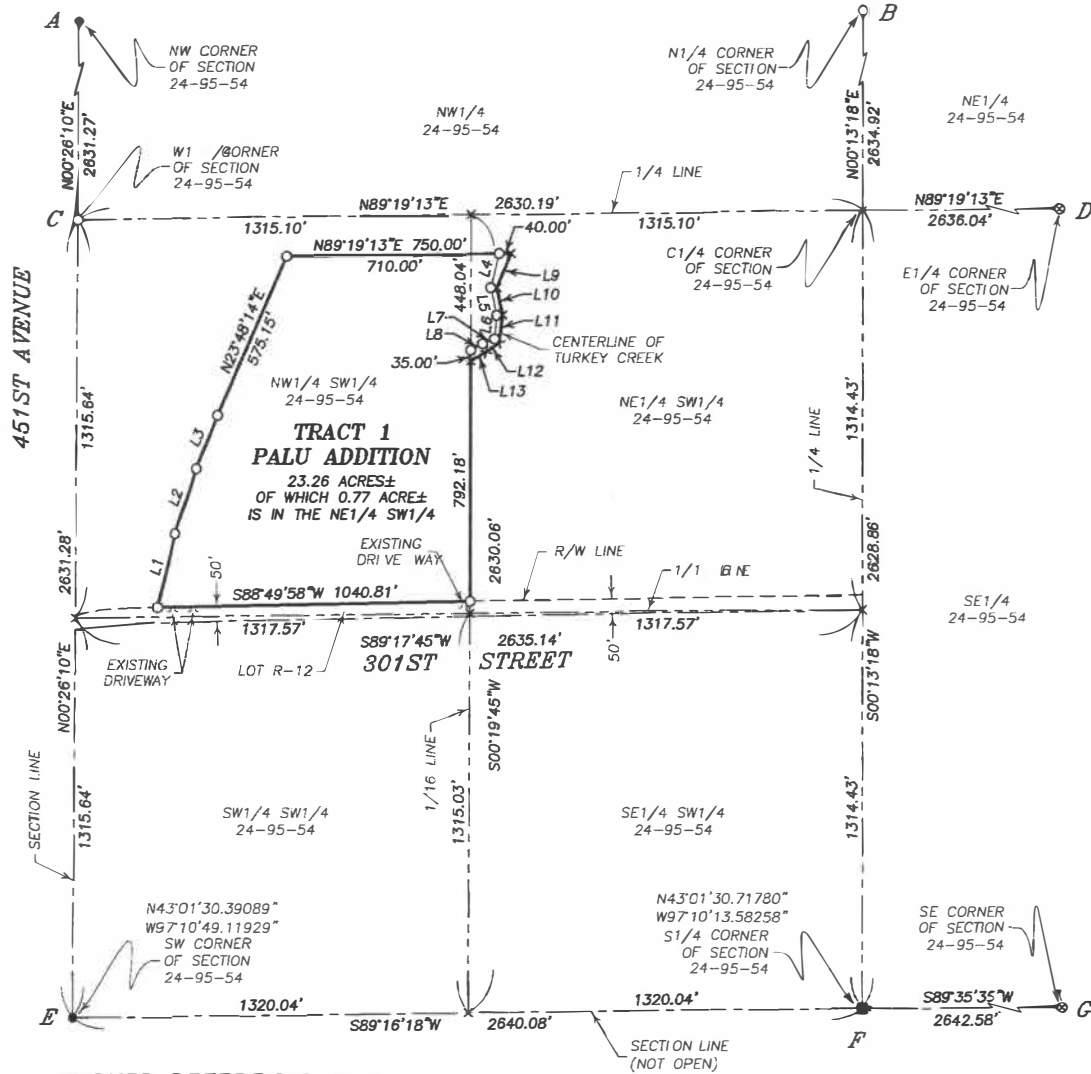 A
B
NW CORNER
OF SECTION
24-95-54
N1/4 CORNER
OF SECTION
24-95-54
N00°26'10"E
2631.27'
NW1/4
24-95-54
N00°13'18"E
2634.92'
NE1/4
24-95-54
W1 /4 CORNER
OF SECTION
24-95-54
1/4 LINE
C
N89°19'13"E
2630.19'
N89°19'13"E
D
1315.10'
1315.10'
2636.04'
40.00'
N89°19'13"E 750.00'
710.00'
C1/4 CORNER
OF SECTION
24-95-54
E1/4 CORNER
OF SECTION
24-95-54
451ST AVENUE
448.04'
L4
L9
L10
L5
L11
L7
L6
L8
CENTERLINE OF
TURKEY CREEK
L12
35.00'
L13
N23°48'14"E
575.15'
1315.64'
NW1/4 SW1/4
24-95-54
NE1/4 SW1/4
24-95-54
1314.43'
1/4 LINE
L3
TRACT 1
PALU ADDITION
23.26 ACRES±
OF WHICH 0.77 ACRE±
IS IN THE NE1/4 SW1/4
792.18'
L2
EXISTING
DRIVE WAY
R/W LINE
2631.28'
L1
50'
2630.06'
2628.86'
S88°49'58"W 1040.81'
1317.57'
1317.57'
SE1/4
24-95-54
S89°17'45"W
2635.14'
50'
EXISTING
DRIVEWAY
LOT R-12
301ST STREET
N00°26'10"E
S00°19'45"W
S00°13'18"W
SECTION LINE
1315.64'
1/16 LINE
1315.03'
1314.43'
SW1/4 SW1/4
24-95-54
SE1/4 SW1/4
24-95-54
N43°01'30.39089"
W97°10'49.11929"
SW CORNER
OF SECTION
24-95-54
N43°01'30.71780"
W97°10'13.58258"
S1/4 CORNER
OF SECTION
24-95-54
SE CORNER
OF SECTION
24-95-54
E
1320.04'
1320.04'
S89°35'35"W
G
S89°16'18"W
2640.08'
2642.58'
F
SECTION LINE
(NOT OPEN)